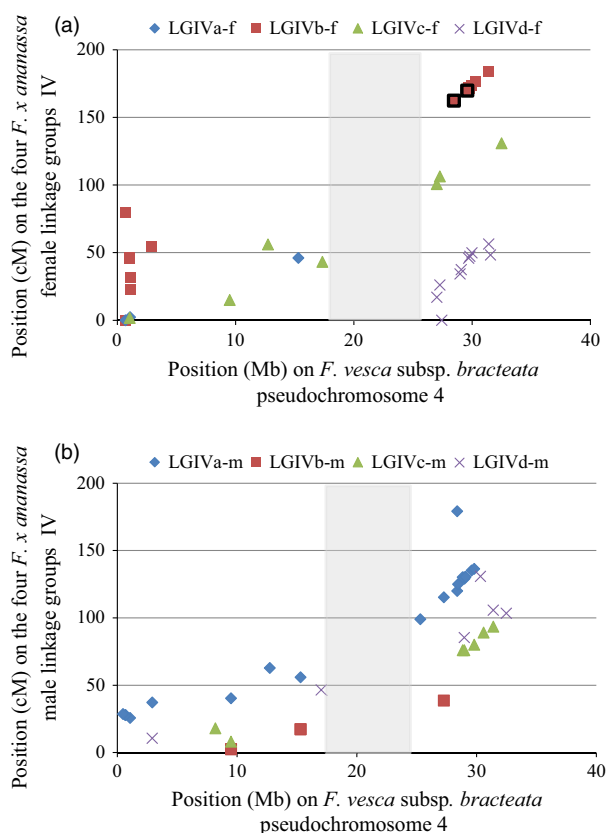 (a)
LGIVa-f LGIVb-f LGIVc-f LGIVd-f
Position (cM) on the four F. x ananassa
female linkage groups IV
200
150
100
50
0
0 10 20 30 40
Position (Mb) on F. vesca subsp. bracteata
pseudochromosome 4
(b)
LGIVa-m LGIVb-m LGIVc-m LGIVd-m
Position (cM) on the four F. x ananassa
male linkage groups IV
200
150
100
50
0
0 10 20 30 40
Position (Mb) on F. vesca subsp. bracteata
pseudochromosome 4